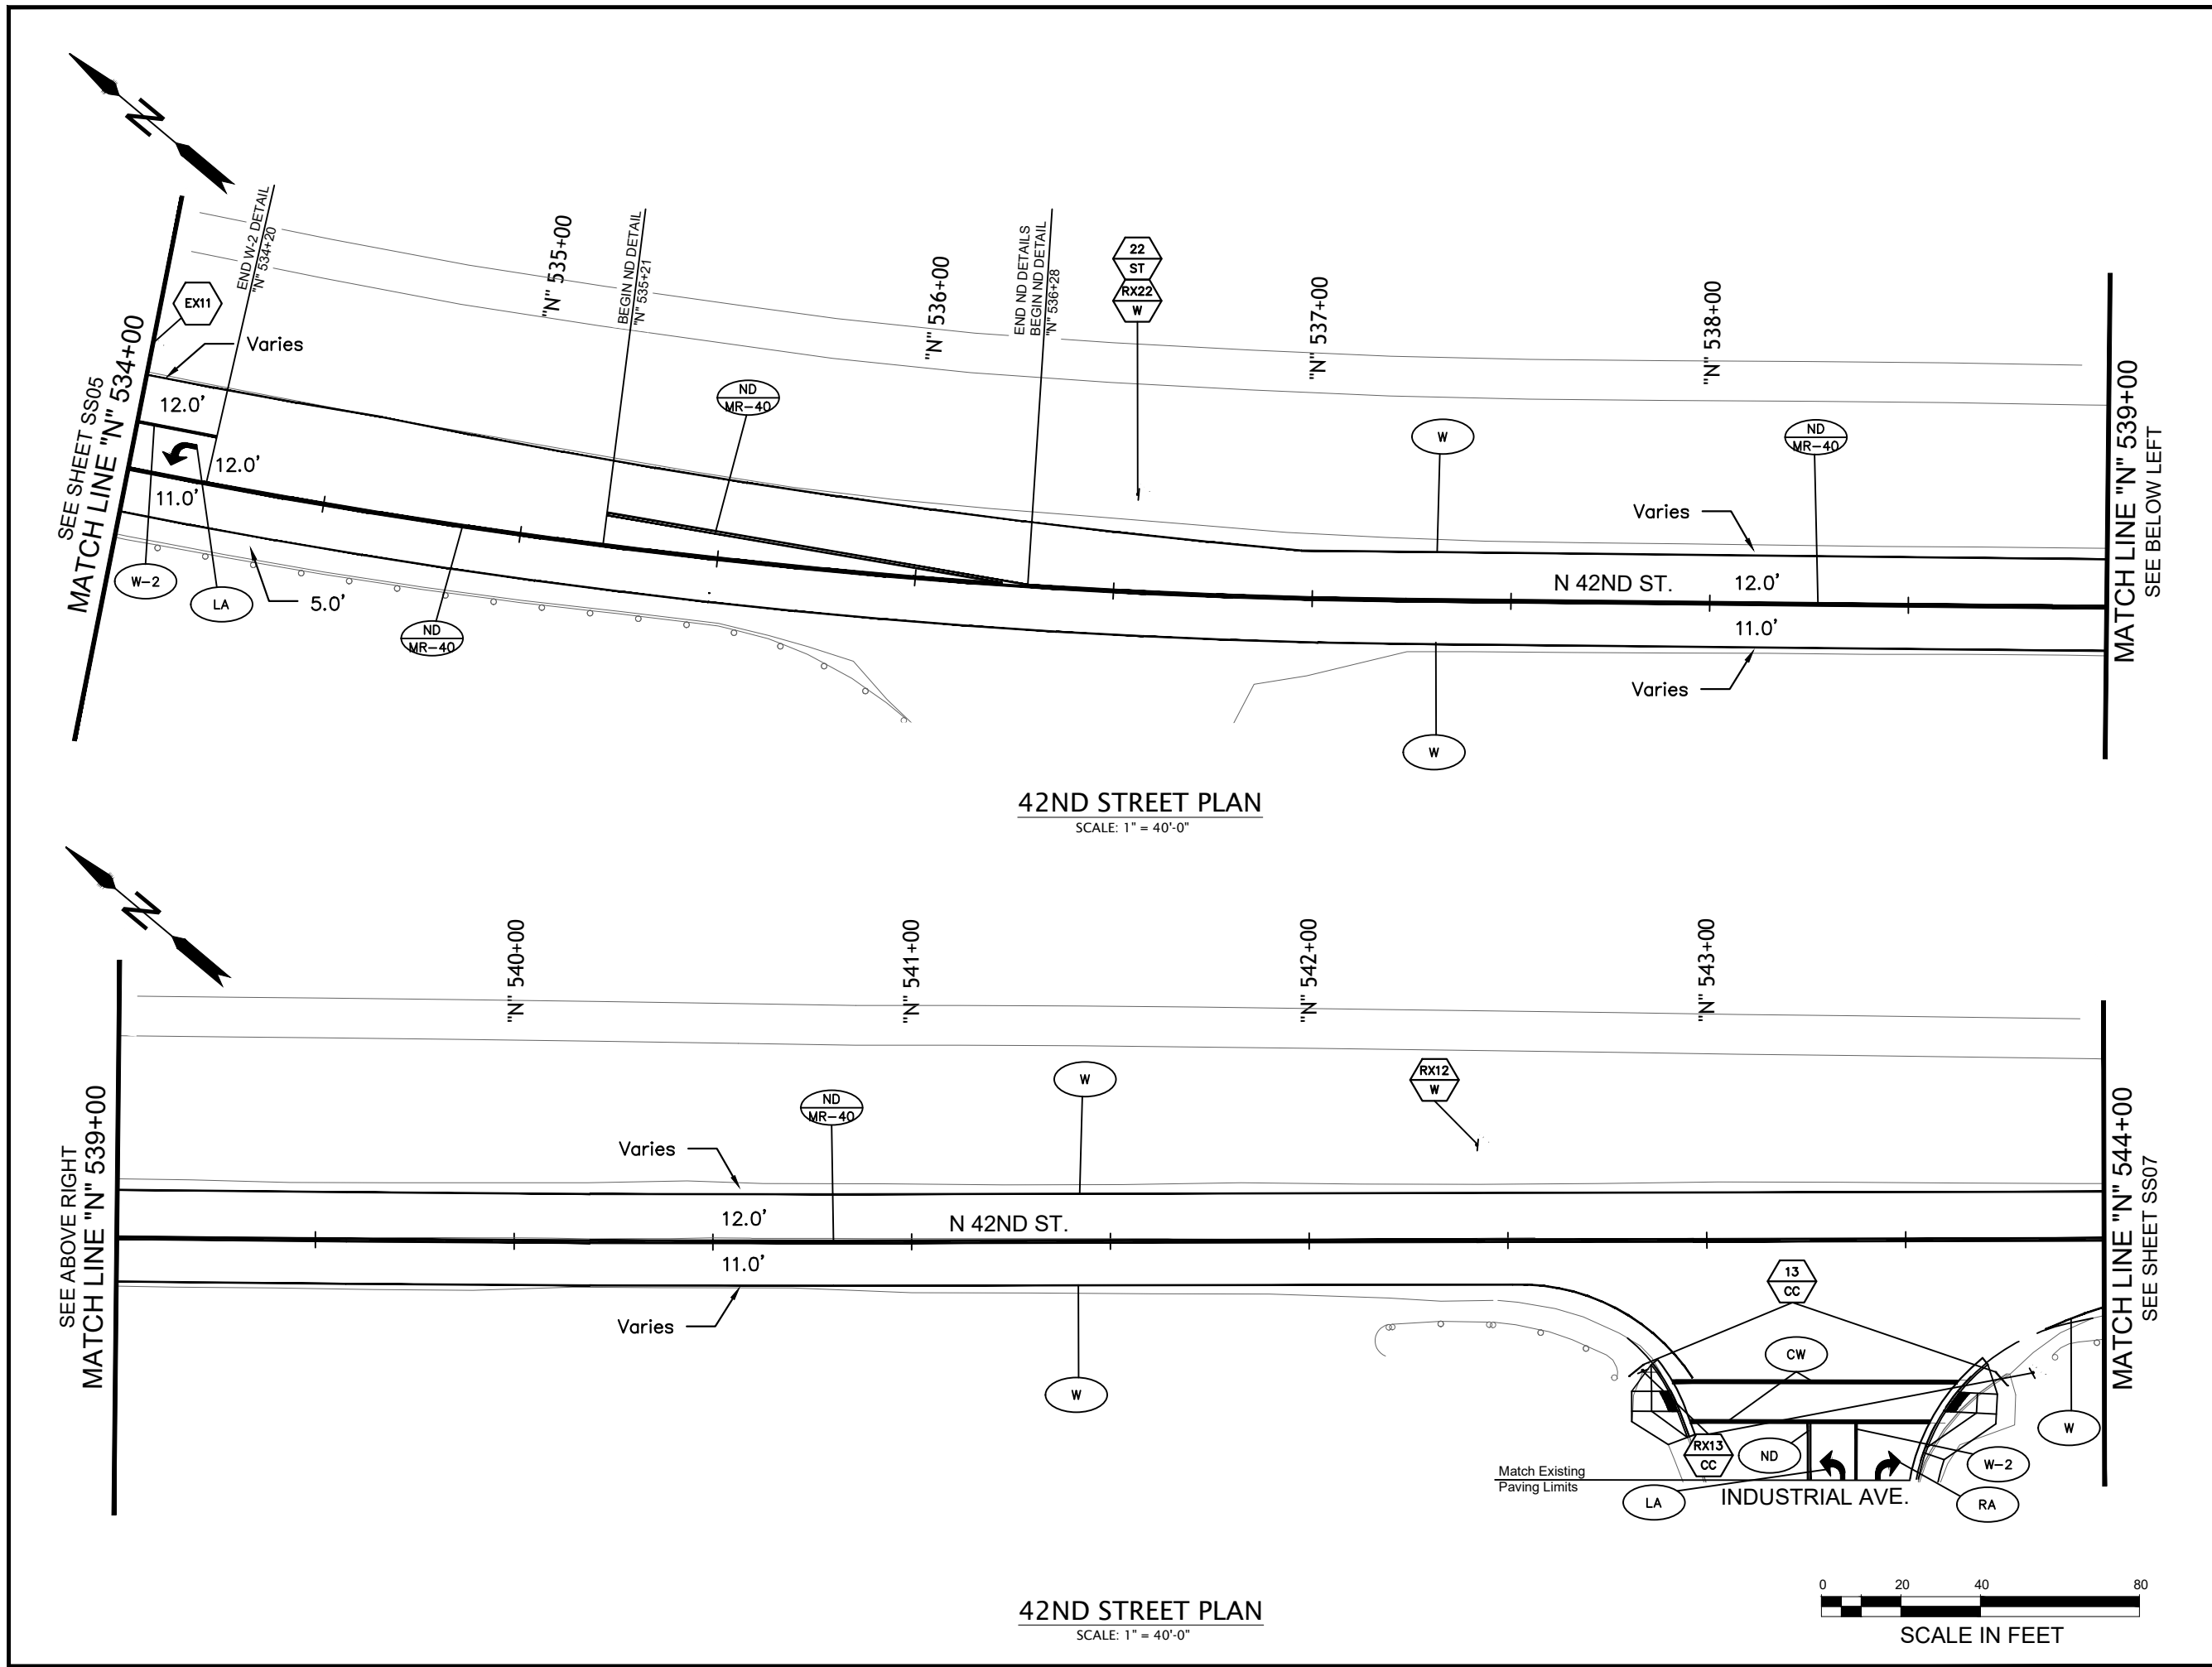 N
SEE SHEET SS05
MATCH LINE "N" 534+00
EX11
END W-2 DETAIL
"N" 534+20
Varies
12.0'
12.0'
11.0'
W-2
LA
5.0'
"N" 535+00
BEGIN ND DETAIL
"N" 535+21
ND
MR-40
ND
MR-40
"N" 536+00
END ND DETAILS
BEGIN ND DETAIL
"N" 536+28
22
ST
RX22
W
"N" 537+00
W
W
"N" 538+00
ND
MR-40
Varies
N 42ND ST.
12.0'
11.0'
Varies
MATCH LINE "N" 539+00
SEE BELOW LEFT
42ND STREET PLAN
SCALE: 1" = 40'-0"
N
SEE ABOVE RIGHT
MATCH LINE "N" 539+00
"N" 540+00
"N" 541+00
"N" 542+00
"N" 543+00
ND
MR-40
W
RX12
W
Varies
12.0'
N 42ND ST.
11.0'
Varies
W
13
CC
CW
RX13
CC
ND
W-2
W
LA
RA
Match Existing
Paving Limits
INDUSTRIAL AVE.
MATCH LINE "N" 544+00
SEE SHEET SS07
42ND STREET PLAN
SCALE: 1" = 40'-0"
0 20 40 80
SCALE IN FEET